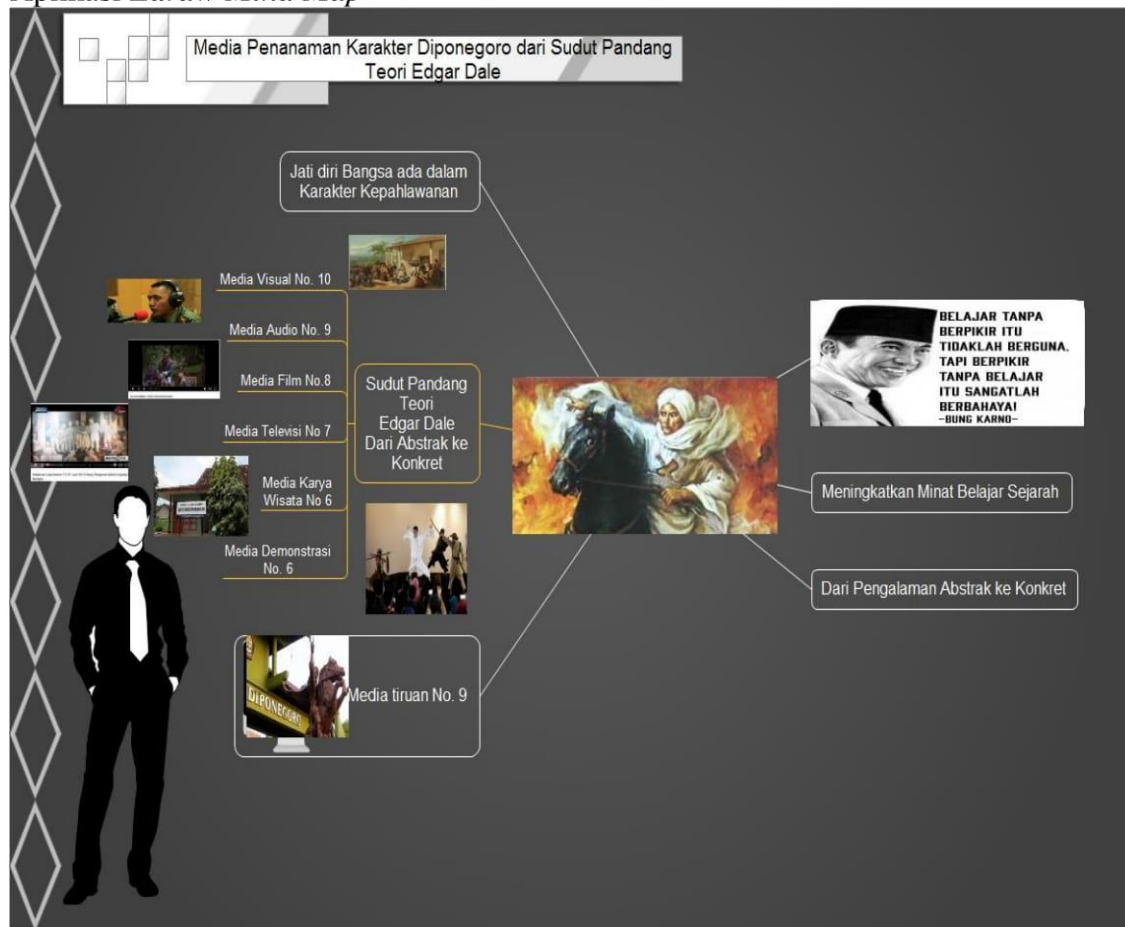 Media Penanaman Karakter Diponegoro dari Sudut Pandang
Teori Edgar Dale
Jati diri Bangsa ada dalam
Karakter Kepahlawanan
Media Visual No. 10
Media Audio No. 9
Media Film No.8
Media Televisi No 7
Media Karya
Wisata No 6
Media Demonstrasi
No. 6
Sudut Pandang
Teori
Edgar Dale
Dari Abstrak ke
Konkret
DIPONEGORO
Media tiruan No. 9
BELAJAR TANPA
BERPIKIR ITU
TIDAKLAH BERGUNA.
TAPI BERPIKIR
TANPA BELAJAR
ITU SANGATLAH
BERBAHAYA!
-BUNG KARNO-
Meningkatkan Minat Belajar Sejarah
Dari Pengalaman Abstrak ke Konkret